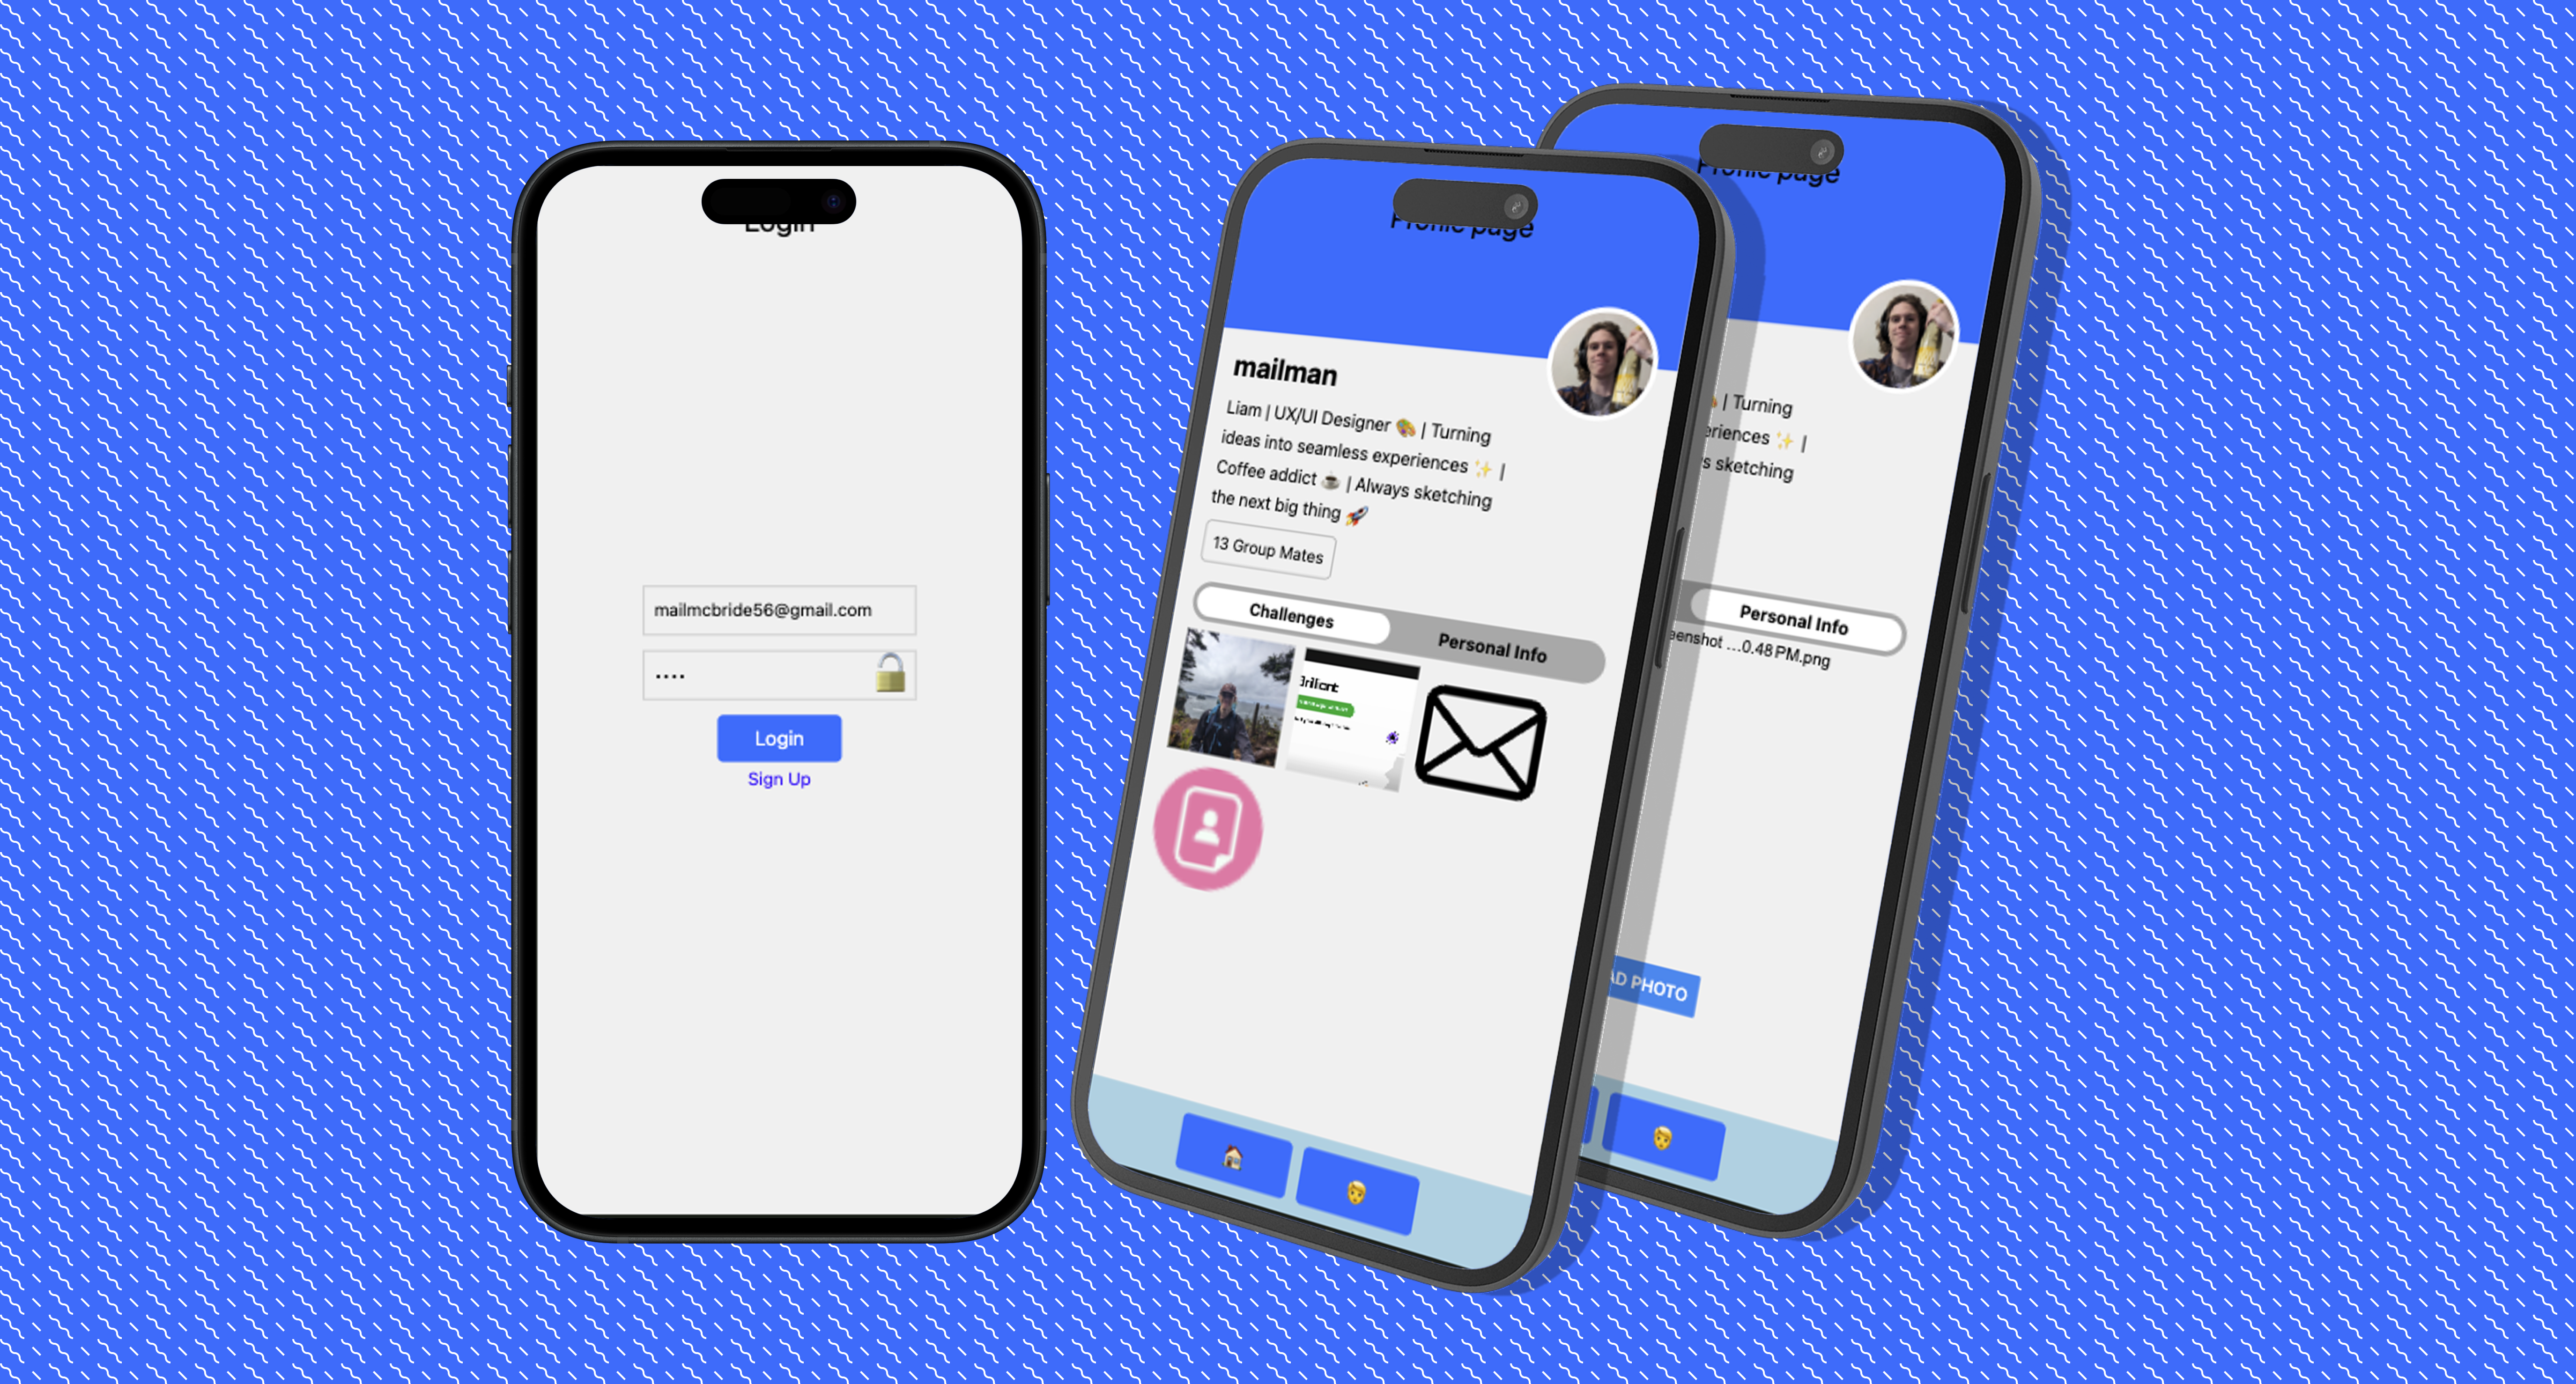 Login
mailmcbride56@gmail.com
Login
Sign Up
Profile page
mailman
Liam | UX/UI Designer 🎨 | Turning
ideas into seamless experiences ✨ |
Coffee addict ☕ | Always sketching
the next big thing 🚀
13 Group Mates
Challenges
Personal Info
Brilliant
Profile page
| Turning
eriences ✨ |
s sketching
Personal Info
eenshot ...0.48 PM.png
AD PHOTO